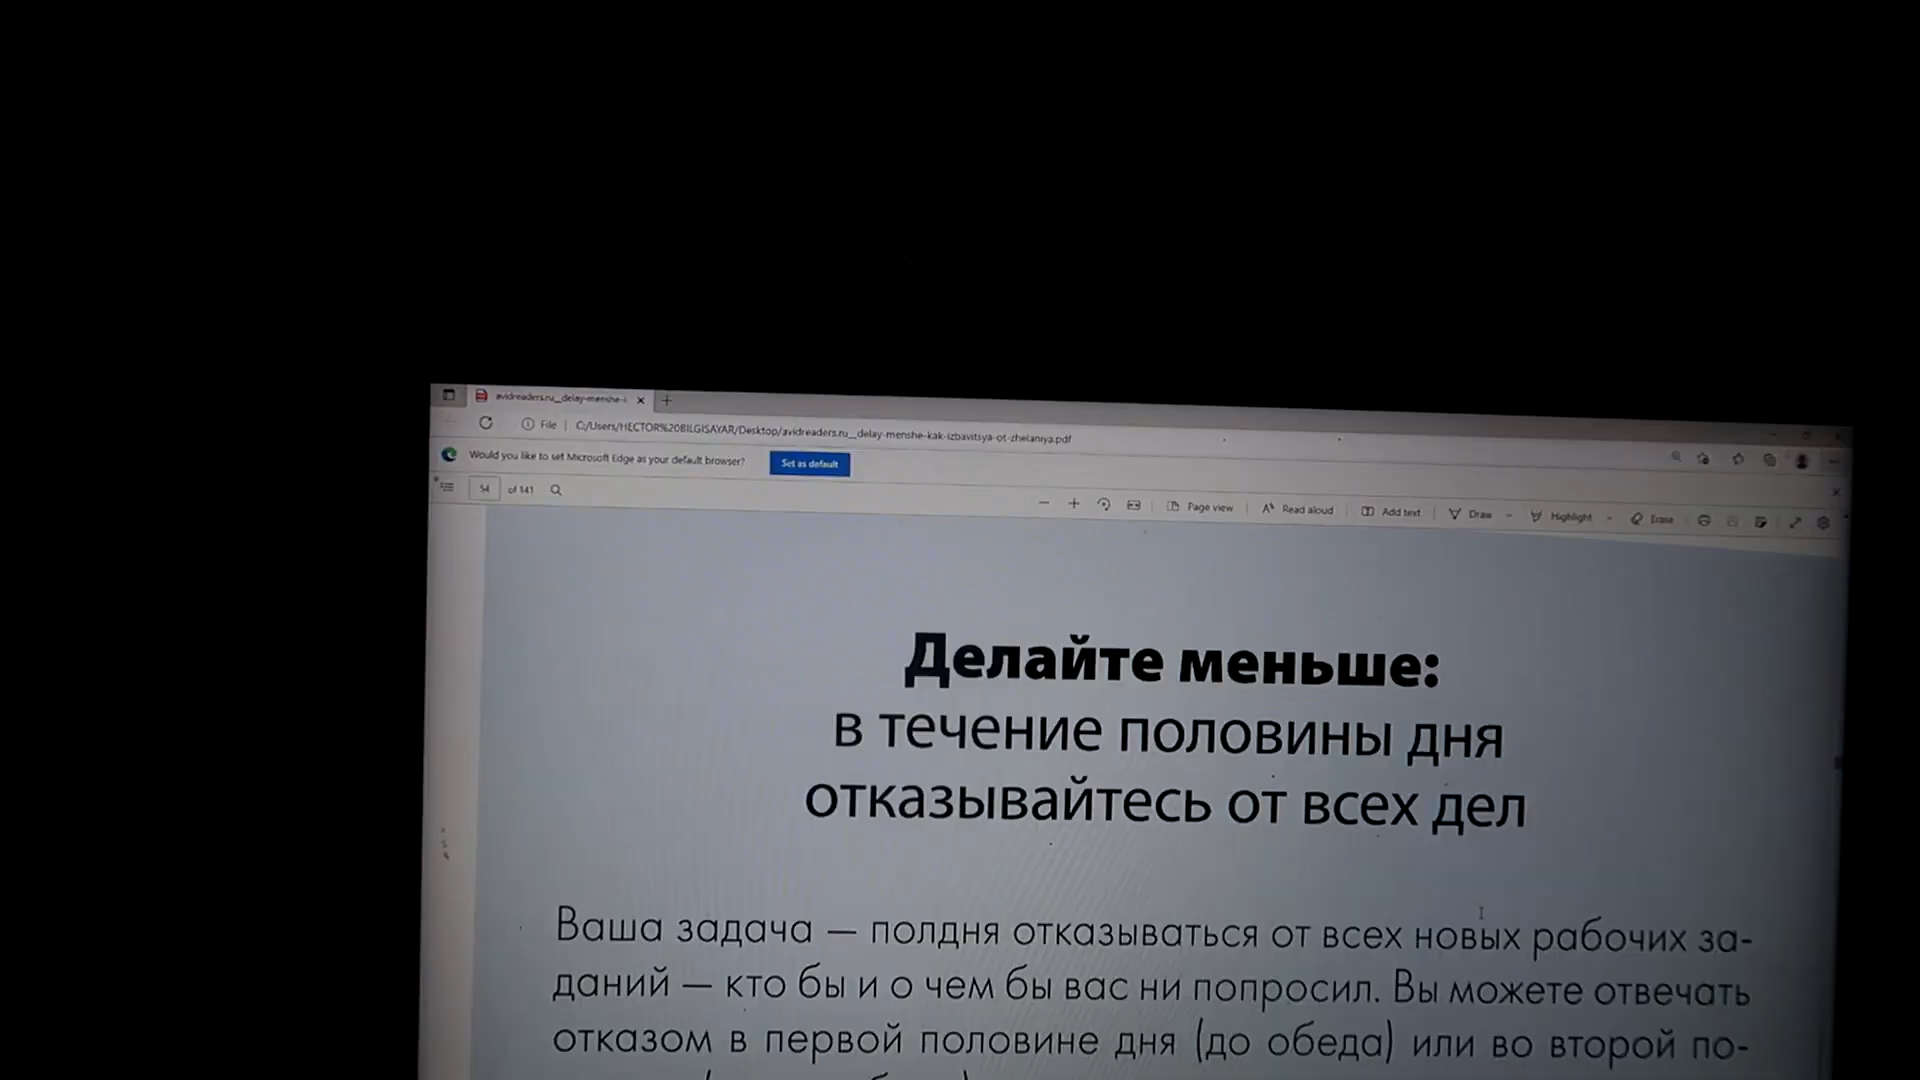 avidreaders.ru__delay-menshe-k
File | C:/Users/HECTOR%20BILGISAYAR/Desktop/avidreaders.ru__delay-menshe-kak-izbavitsya-ot-zhelaniya.pdf
Would you like to set Microsoft Edge as your default browser? Set as default
54 of 141 Page view Read aloud Add text Draw Highlight Erase
Делайте меньше:
в течение половины дня
отказывайтесь от всех дел
Ваша задача — полдня отказываться от всех новых рабочих за-
даний — кто бы и о чем бы вас ни попросил. Вы можете отвечать
отказом в первой половине дня (до обеда) или во второй по-